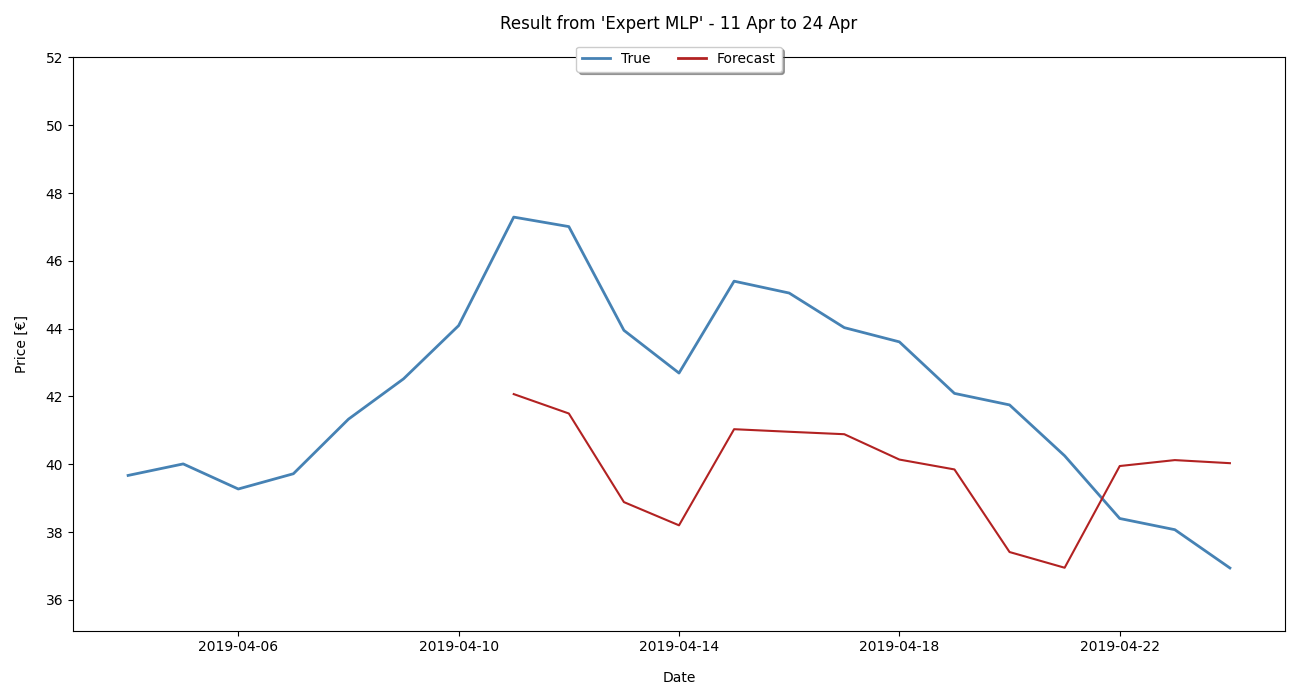 Result from 'Expert MLP' - 11 Apr to 24 Apr
True Forecast
52
50
48
46
44
42
40
38
36
Price [€]
2019-04-06 2019-04-10 2019-04-14 2019-04-18 2019-04-22
Date